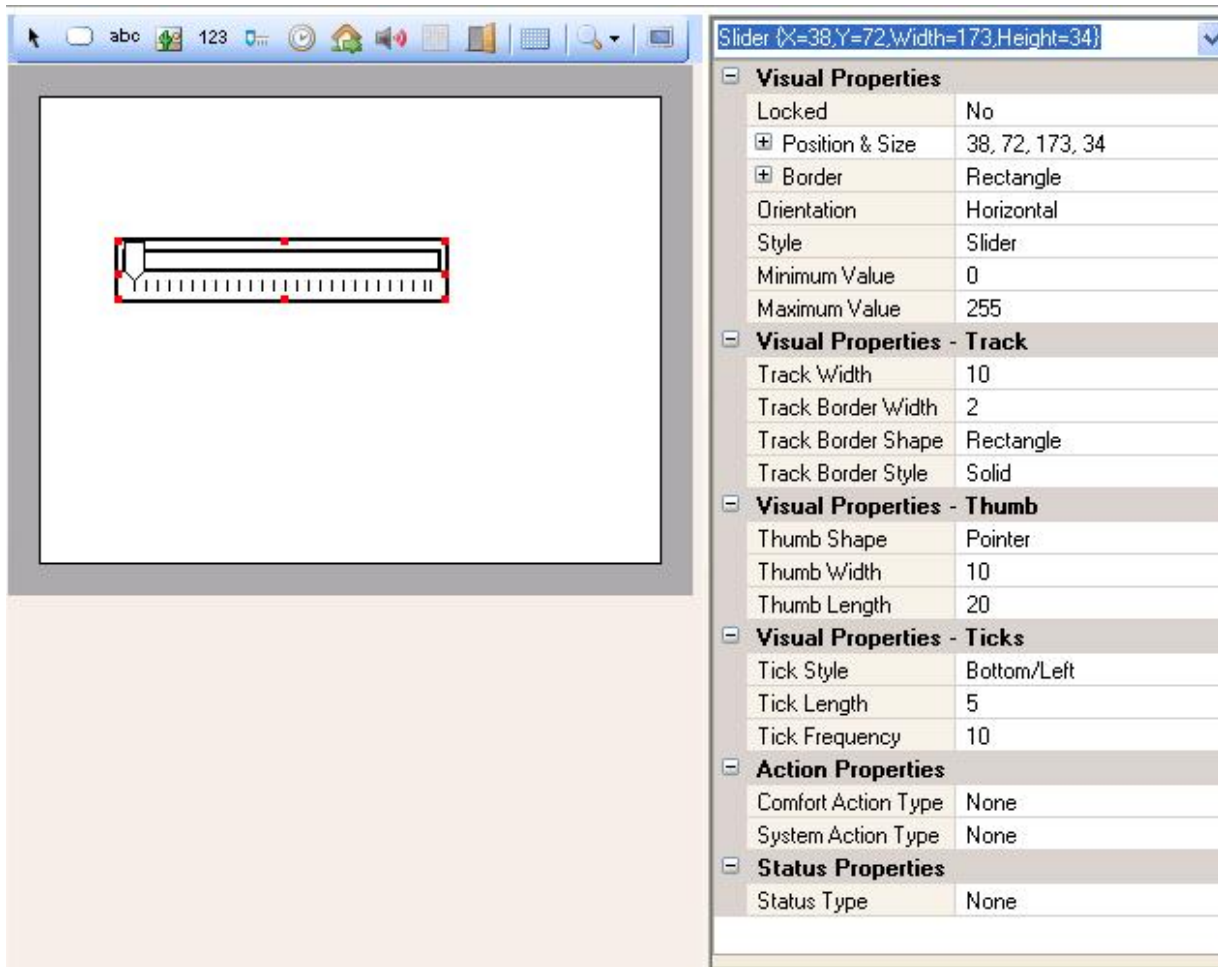 abc 123
Slider {X=38,Y=72,Width=173,Height=34}
Visual Properties
Locked No
Position & Size 38, 72, 173, 34
Border Rectangle
Orientation Horizontal
Style Slider
Minimum Value 0
Maximum Value 255
Visual Properties - Track
Track Width 10
Track Border Width 2
Track Border Shape Rectangle
Track Border Style Solid
Visual Properties - Thumb
Thumb Shape Pointer
Thumb Width 10
Thumb Length 20
Visual Properties - Ticks
Tick Style Bottom/Left
Tick Length 5
Tick Frequency 10
Action Properties
Comfort Action Type None
System Action Type None
Status Properties
Status Type None